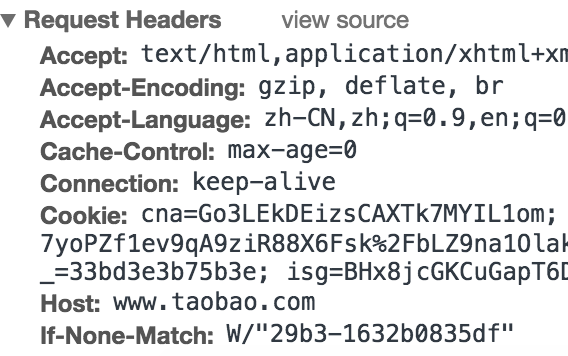 ▼ Request Headers view source
Accept: text/html,application/xhtml+xm
Accept-Encoding: gzip, deflate, br
Accept-Language: zh-CN,zh;q=0.9,en;q=0
Cache-Control: max-age=0
Connection: keep-alive
Cookie: cna=Go3LEkDEizsCAXTk7MYIL1om;
7yoPZf1ev9qA9ziR88X6Fsk%2FbLZ9na1Olak
_=33bd3e3b75b3e; isg=BHx8jcGKCuGapT6D
Host: www.taobao.com
If-None-Match: W/"29b3-1632b0835df"